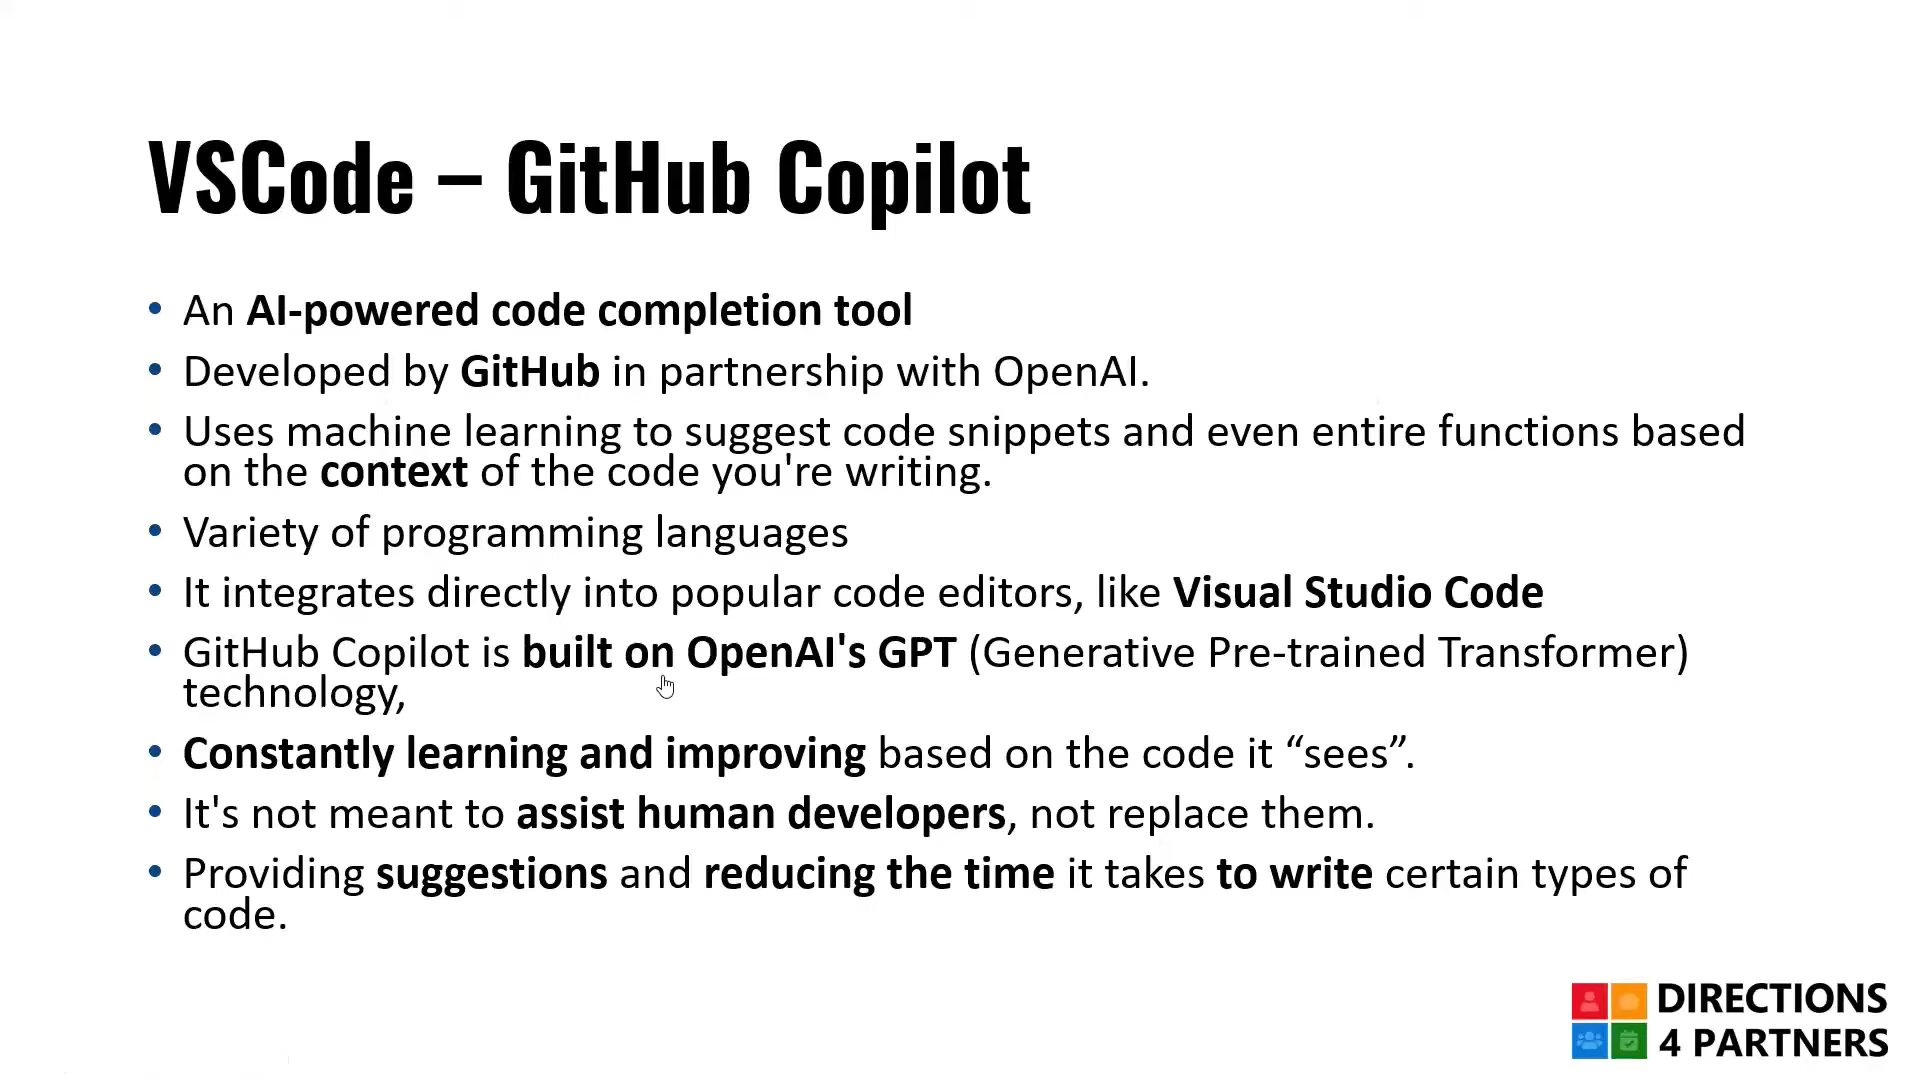 VSCode – GitHub Copilot
• An AI-powered code completion tool
• Developed by GitHub in partnership with OpenAI.
• Uses machine learning to suggest code snippets and even entire functions based
on the context of the code you're writing.
• Variety of programming languages
• It integrates directly into popular code editors, like Visual Studio Code
• GitHub Copilot is built on OpenAI's GPT (Generative Pre-trained Transformer)
technology,
• Constantly learning and improving based on the code it “sees”.
• It's not meant to assist human developers, not replace them.
• Providing suggestions and reducing the time it takes to write certain types of
code.
DIRECTIONS
4 PARTNERS